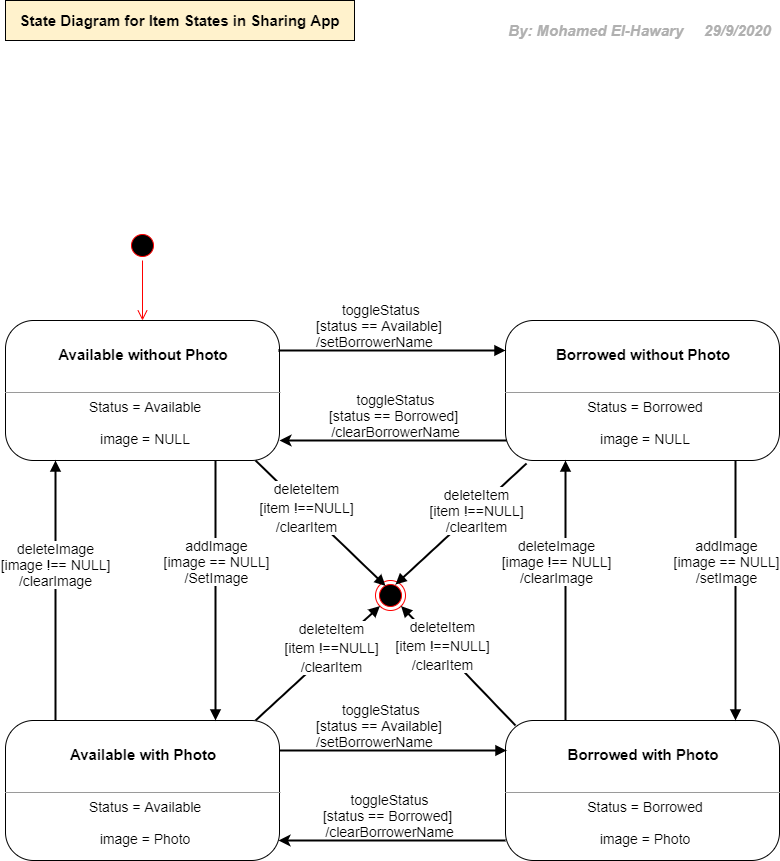 State Diagram for Item States in Sharing App
By: Mohamed El-Hawary 29/9/2020
toggleStatus
[status == Available]
/setBorrowerName
Available without Photo
Status = Available
image = NULL
Borrowed without Photo
Status = Borrowed
image = NULL
toggleStatus
[status == Borrowed]
/clearBorrowerName
deleteItem
[item !==NULL]
/clearItem
deleteItem
[item !==NULL]
/clearItem
deleteImage
[image !== NULL]
/clearImage
addImage
[image == NULL]
/SetImage
deleteImage
[image !== NULL]
/clearImage
addImage
[image == NULL]
/setImage
deleteItem
[item !==NULL]
/clearItem
deleteItem
[item !==NULL]
/clearItem
toggleStatus
[status == Available]
/setBorrowerName
Available with Photo
Status = Available
image = Photo
Borrowed with Photo
Status = Borrowed
image = Photo
toggleStatus
[status == Borrowed]
/clearBorrowerName